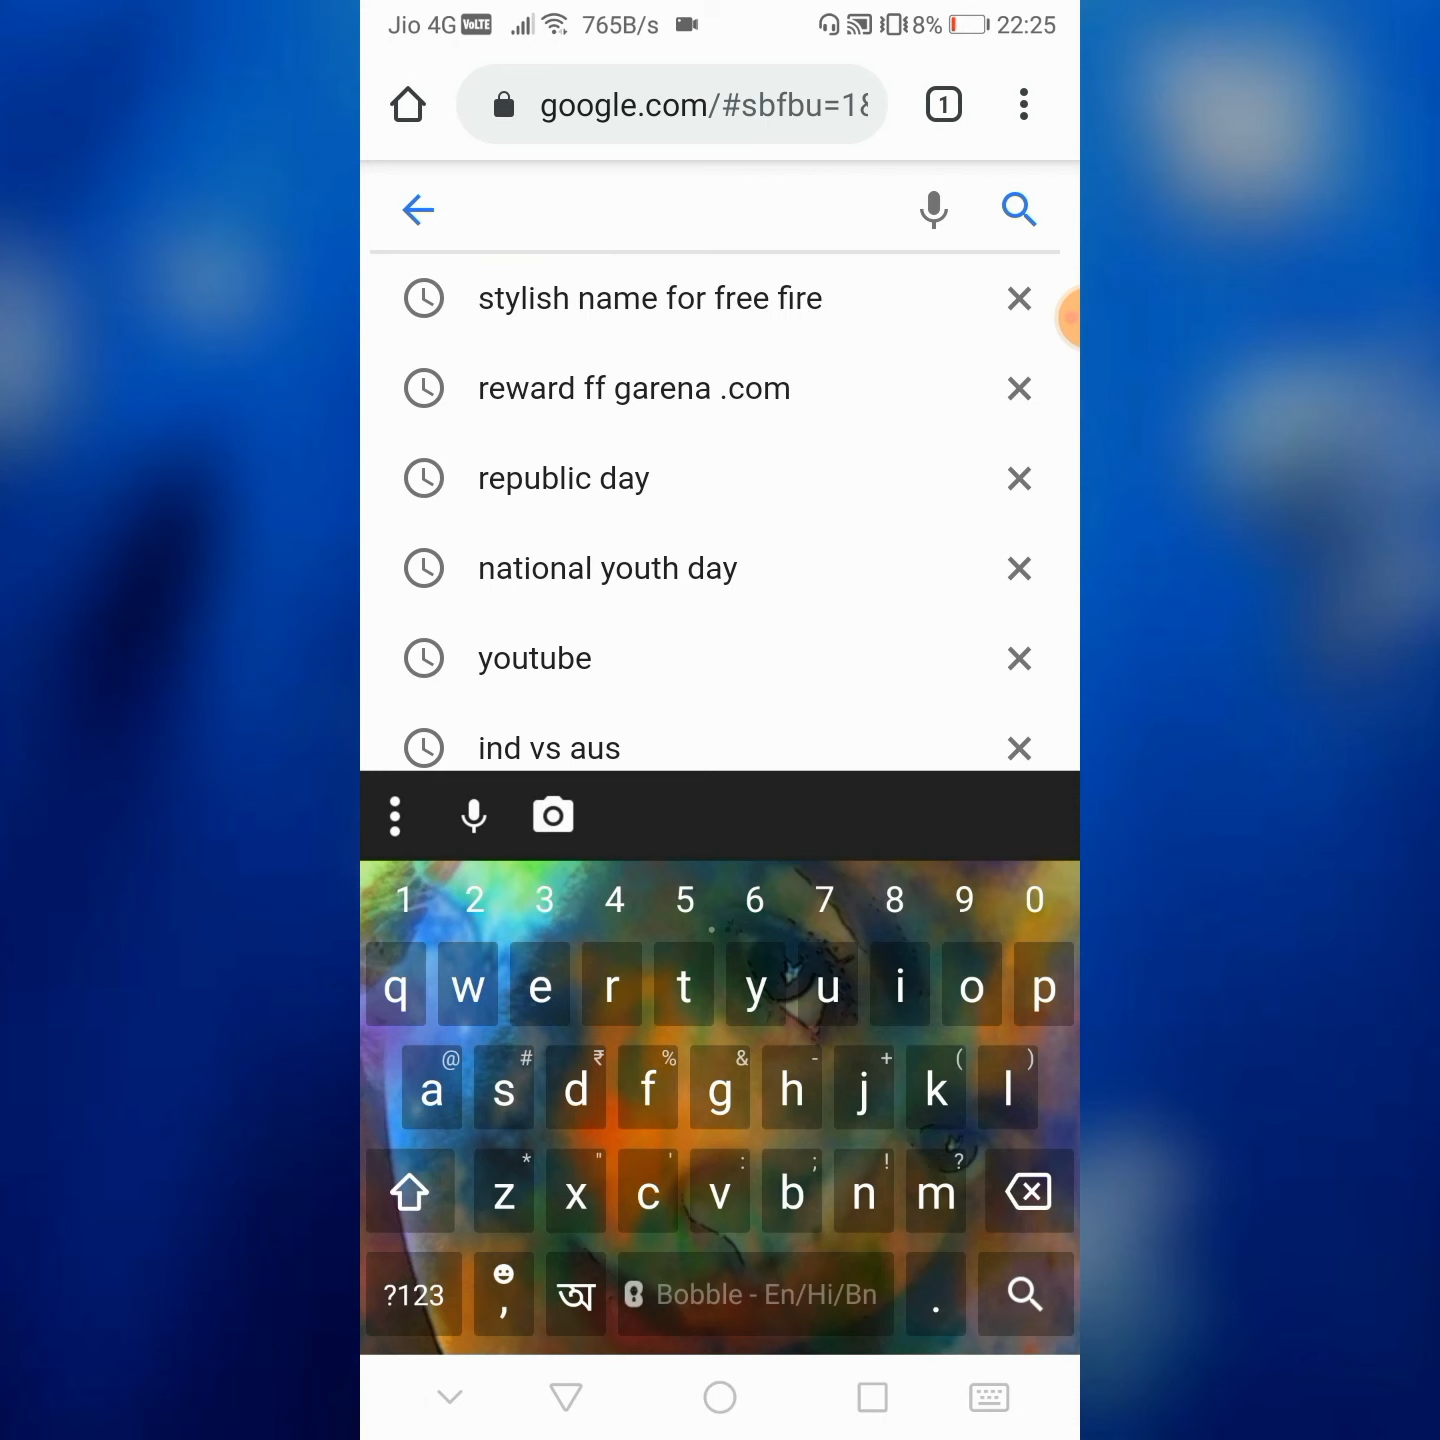 Jio 4G VoLTE 765B/s 8% 22:25
google.com/#sbfbu=1 1
stylish name for free fire
reward ff garena .com
republic day
national youth day
youtube
ind vs aus
1 2 3 4 5 6 7 8 9 0
q w e r t y u i o p
@ # ₹ % & - + ( )
a s d f g h j k l
* " ' : ; ! ?
z x c v b n m
?123 , অ Bobble - En/Hi/Bn .